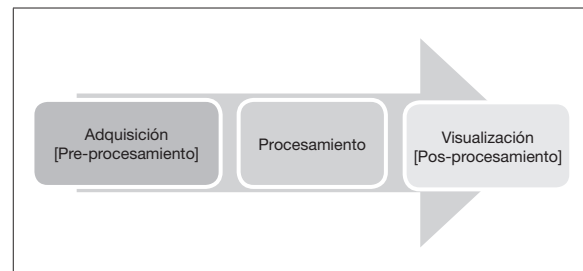 Adquisición
[Pre-procesamiento]
Procesamiento
Visualización
[Pos-procesamiento]